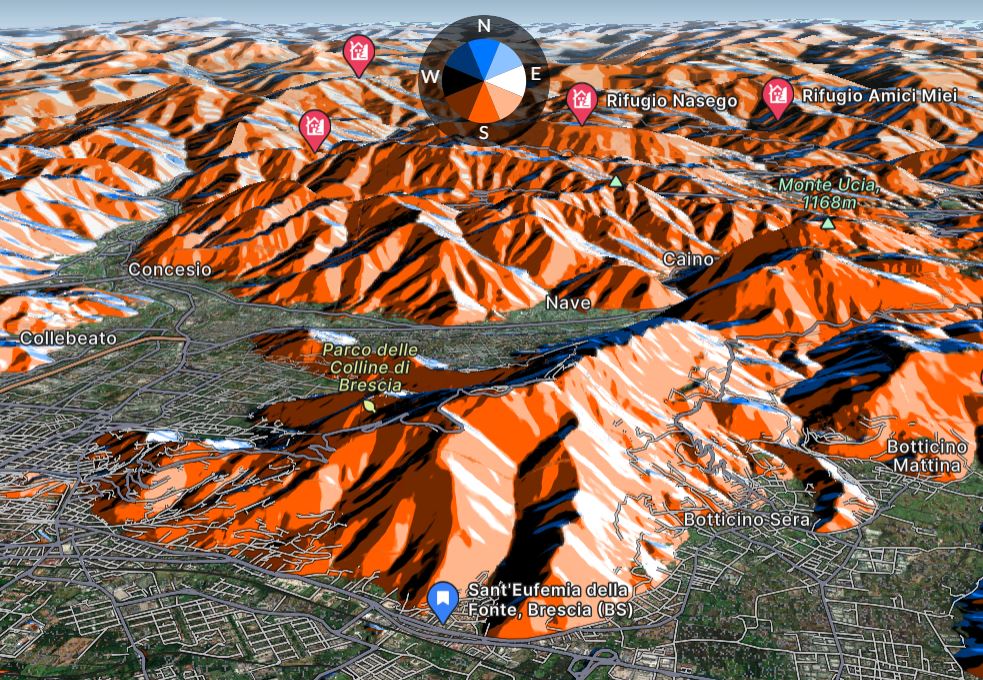 N
W
E
S
Rifugio Nasego
Rifugio Amici Miei
Monte Ucia,
1168m
Concesio
Caino
Nave
Collebeato
Parco delle
Colline di
Brescia
Botticino
Mattina
Botticino Sera
Sant'Eufemia della
Fonte, Brescia (BS)